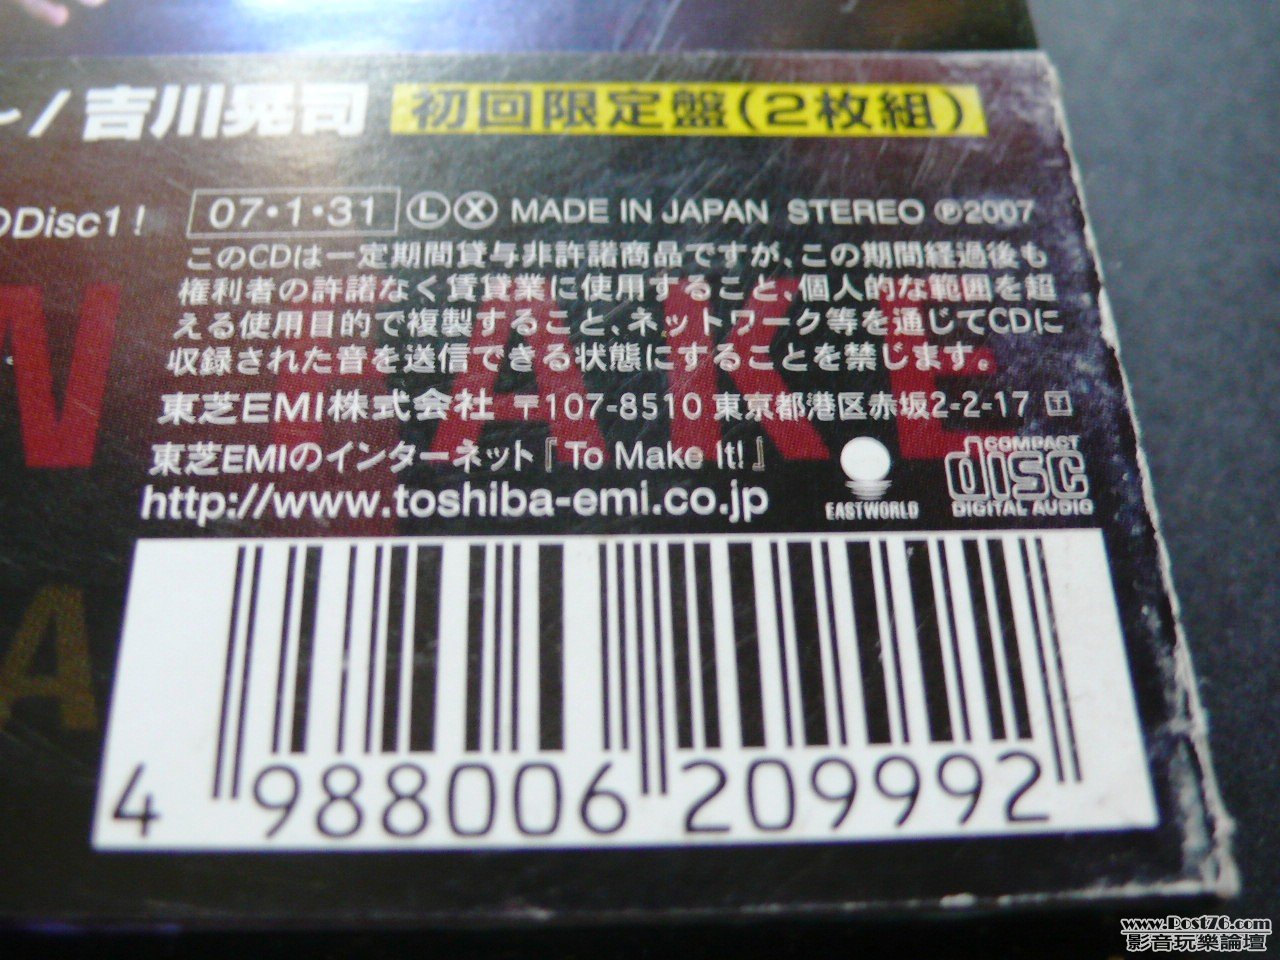 ～/吉川晃司 初回限定盤(2枚組)
のDisc1! 07・1・31 ⓁⓍ MADE IN JAPAN STEREO Ⓟ2007
このCDは一定期間貸与非許諾商品ですが、この期間経過後も
権利者の許諾なく賃貸業に使用すること、個人的な範囲を超
える使用目的で複製すること、ネットワーク等を通じてCDに
収録された音を送信できる状態にすることを禁じます。
東芝EMI株式会社 〒107-8510 東京都港区赤坂2-2-17 🅃
東芝EMIのインターネット『To Make It!』
http://www.toshiba-emi.co.jp
EASTWORLD
COMPACT
disc
DIGITAL AUDIO
A
4 988006 209992
www.Post76.com
影音玩樂論壇